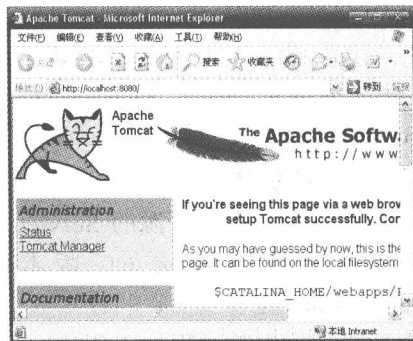 Apache Tomcat - Microsoft Internet Explorer
文件(F) 编辑(E) 查看(V) 收藏(A) 工具(T) 帮助(H)
搜索 收藏夹
http://localhost:8080/ 转到
Apache
Tomcat
The Apache Softw
http://www
Administration
Status
Tomcat Manager
If you're seeing this page via a web brow
setup Tomcat successfully. Cor
As you may have guessed by now, this is the
page. It can be found on the local filesystem
$CATALINA_HOME/webapps/
Documentation
本地 Intranet